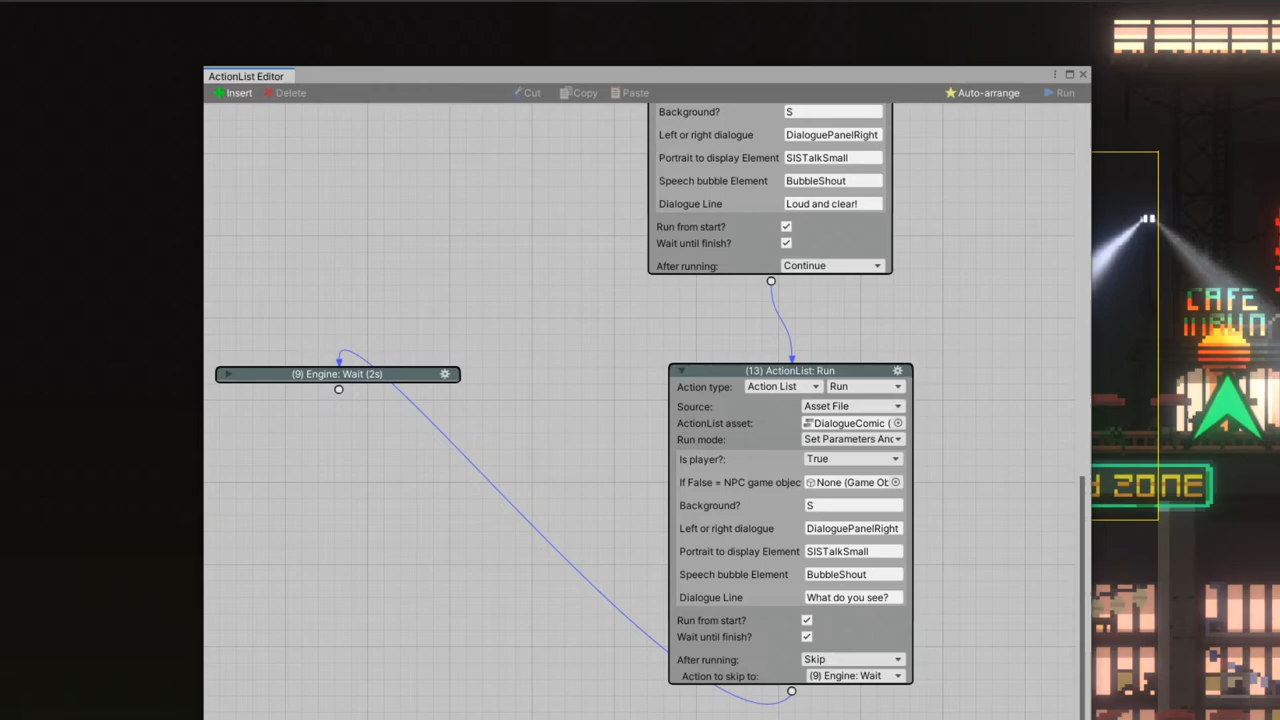 ActionList Editor
Insert Delete Cut Copy Paste Auto-arrange Run
Background? S
Left or right dialogue DialoguePanelRight
Portrait to display Element SISTalkSmall
Speech bubble Element BubbleShout
Dialogue Line Loud and clear!
Run from start?
Wait until finish?
After running: Continue
(9) Engine: Wait (2s)
(13) ActionList: Run
Action type: Action List Run
Source: Asset File
ActionList asset: DialogueComic (
Run mode: Set Parameters Anc
Is player?: True
If False = NPC game objec None (Game Ob
Background? S
Left or right dialogue DialoguePanelRight
Portrait to display Element SISTalkSmall
Speech bubble Element BubbleShout
Dialogue Line What do you see?
Run from start?
Wait until finish?
After running: Skip
Action to skip to: (9) Engine: Wait
CAFE
ZONE